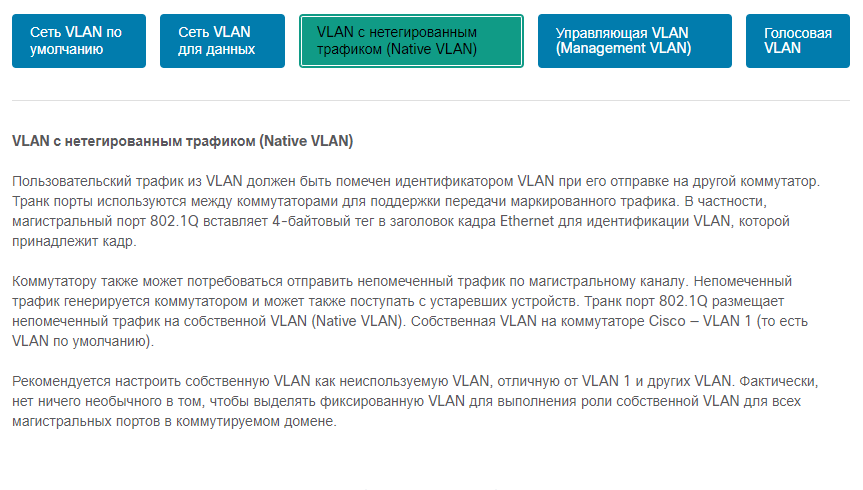 Сеть VLAN по
умолчанию
Сеть VLAN
для данных
VLAN с нетегированным
трафиком (Native VLAN)
Управляющая VLAN
(Management VLAN)
Голосовая
VLAN
VLAN с нетегированным трафиком (Native VLAN)
Пользовательский трафик из VLAN должен быть помечен идентификатором VLAN при его отправке на другой коммутатор.
Транк порты используются между коммутаторами для поддержки передачи маркированного трафика. В частности,
магистральный порт 802.1Q вставляет 4-байтовый тег в заголовок кадра Ethernet для идентификации VLAN, которой
принадлежит кадр.
Коммутатору также может потребоваться отправить непомеченный трафик по магистральному каналу. Непомеченный
трафик генерируется коммутатором и может также поступать с устаревших устройств. Транк порт 802.1Q размещает
непомеченный трафик на собственной VLAN (Native VLAN). Собственная VLAN на коммутаторе Cisco — VLAN 1 (то есть
VLAN по умолчанию).
Рекомендуется настроить собственную VLAN как неиспользуемую VLAN, отличную от VLAN 1 и других VLAN. Фактически,
нет ничего необычного в том, чтобы выделять фиксированную VLAN для выполнения роли собственной VLAN для всех
магистральных портов в коммутируемом домене.